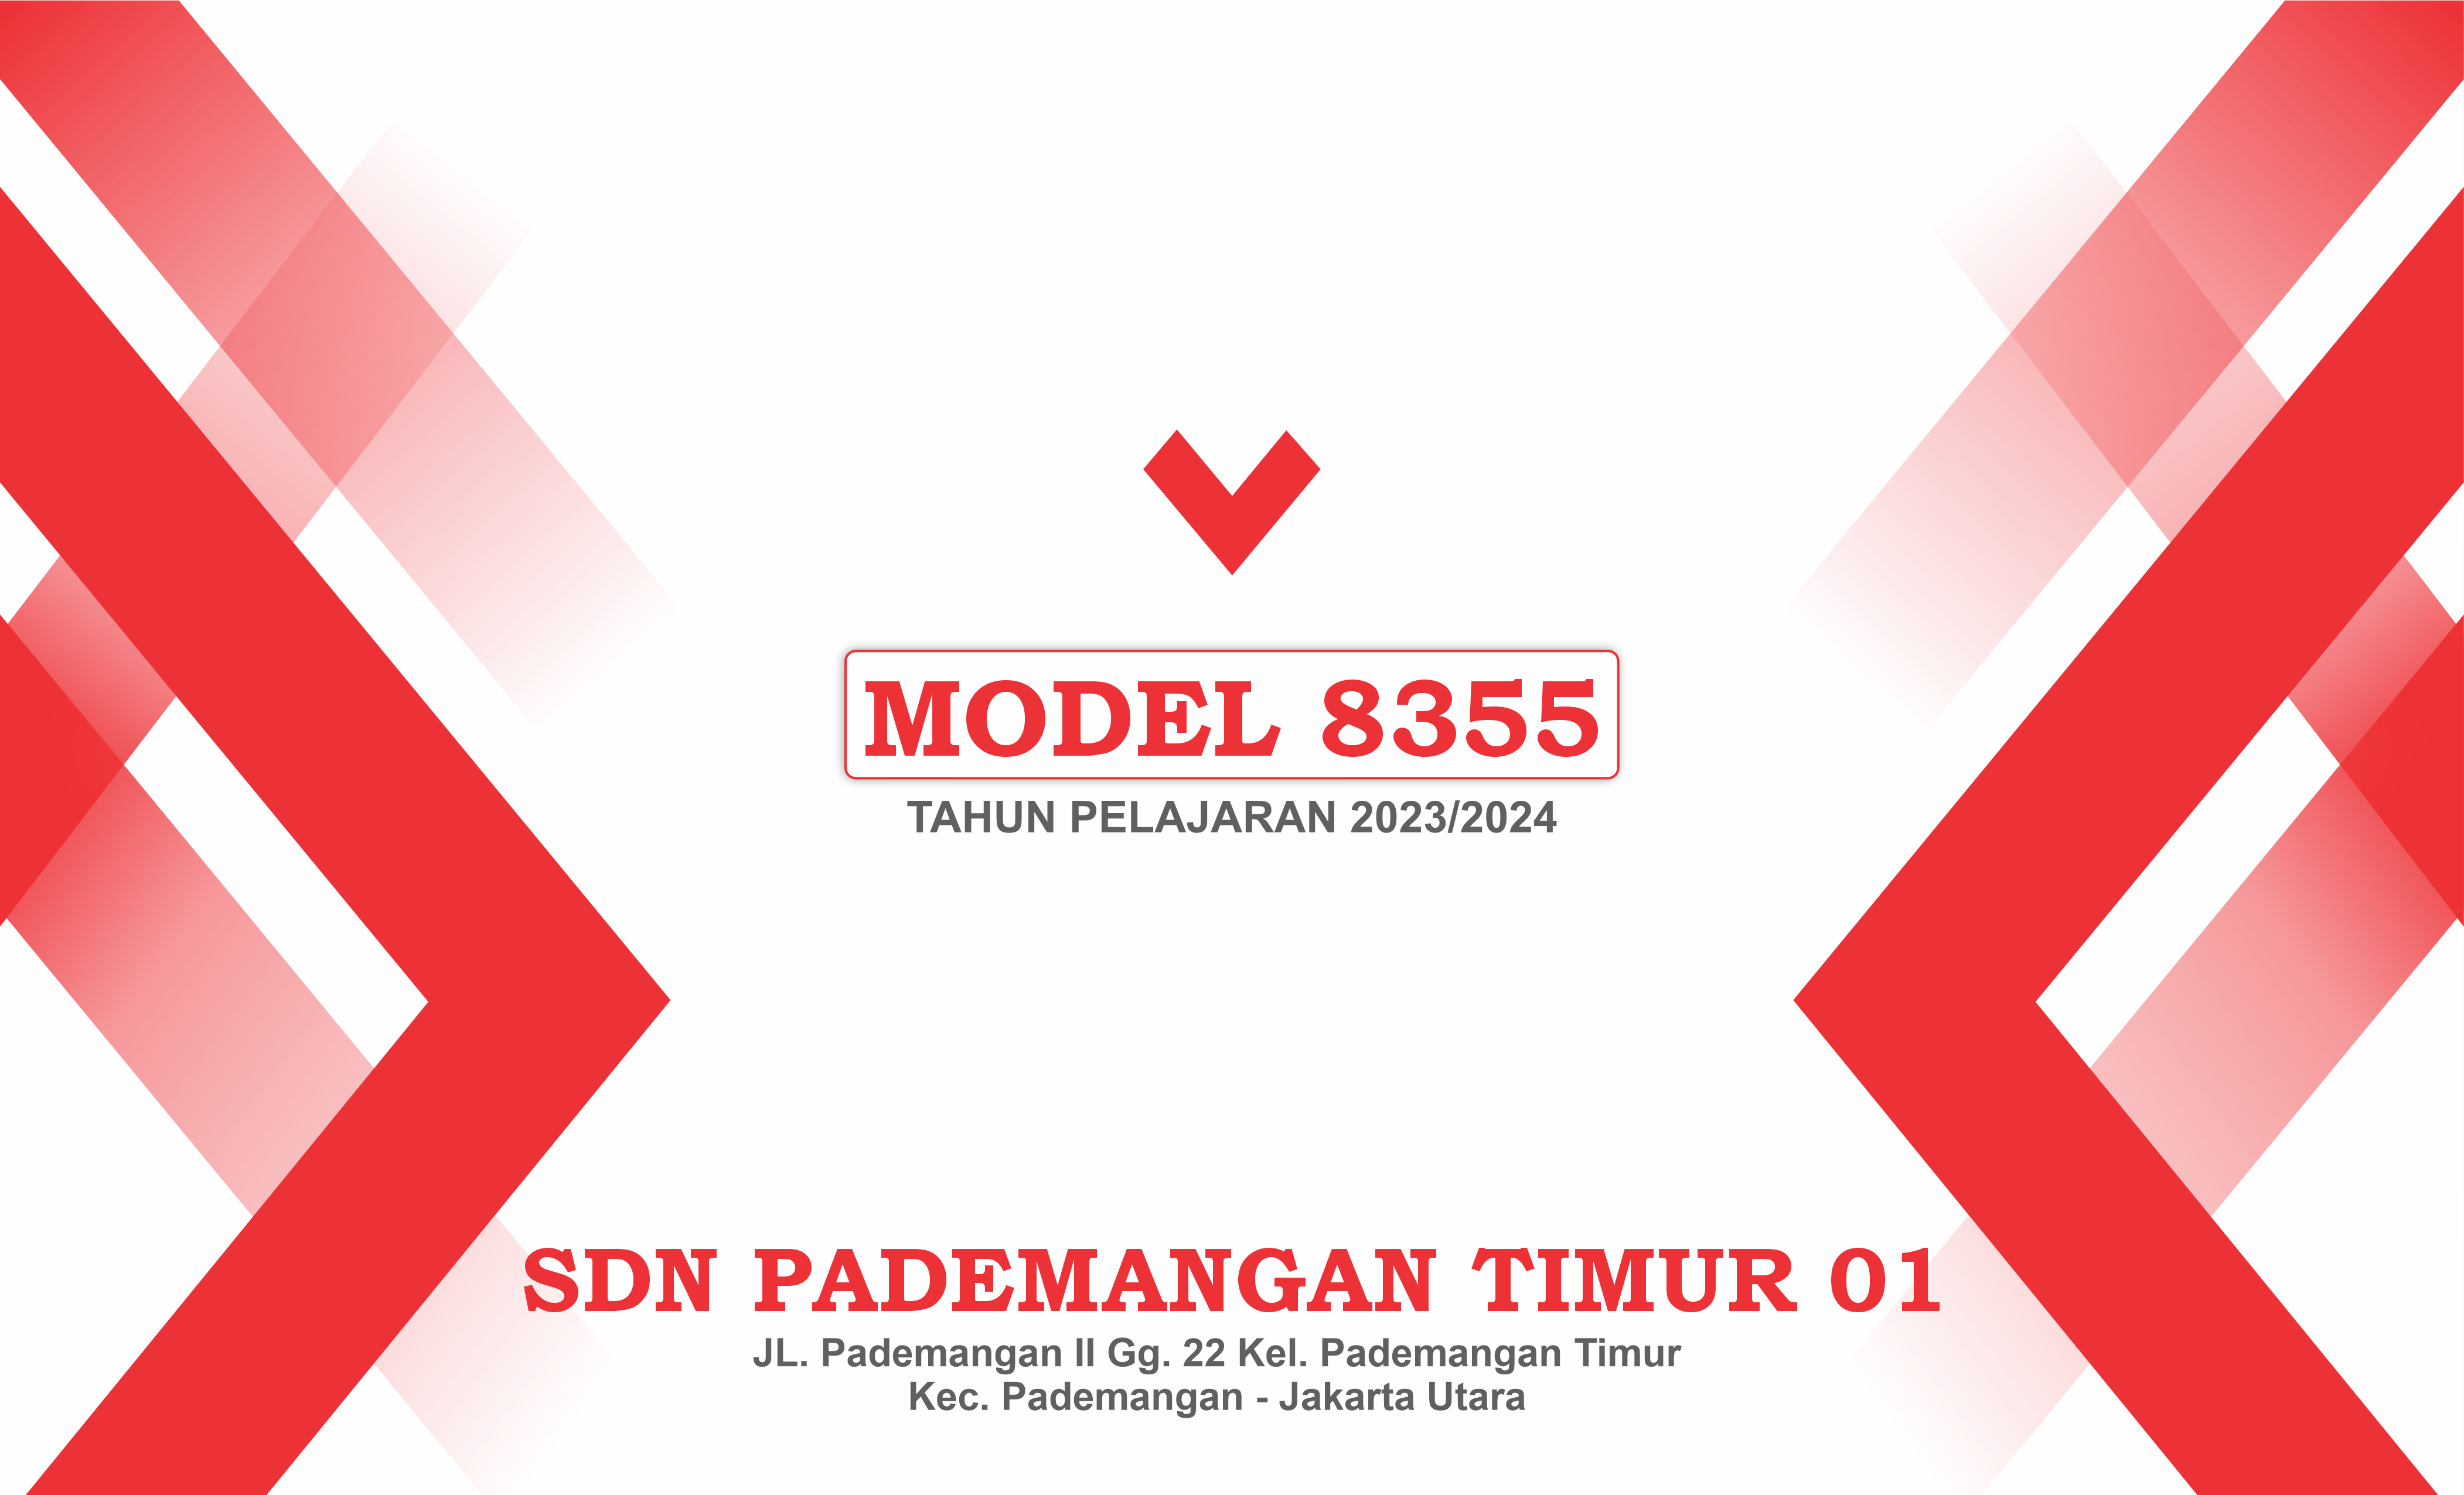 MODEL 8355
TAHUN PELAJARAN 2023/2024
SDN PADEMANGAN TIMUR 01
JL. Pademangan II Gg. 22 Kel. Pademangan Timur
Kec. Pademangan - Jakarta Utara